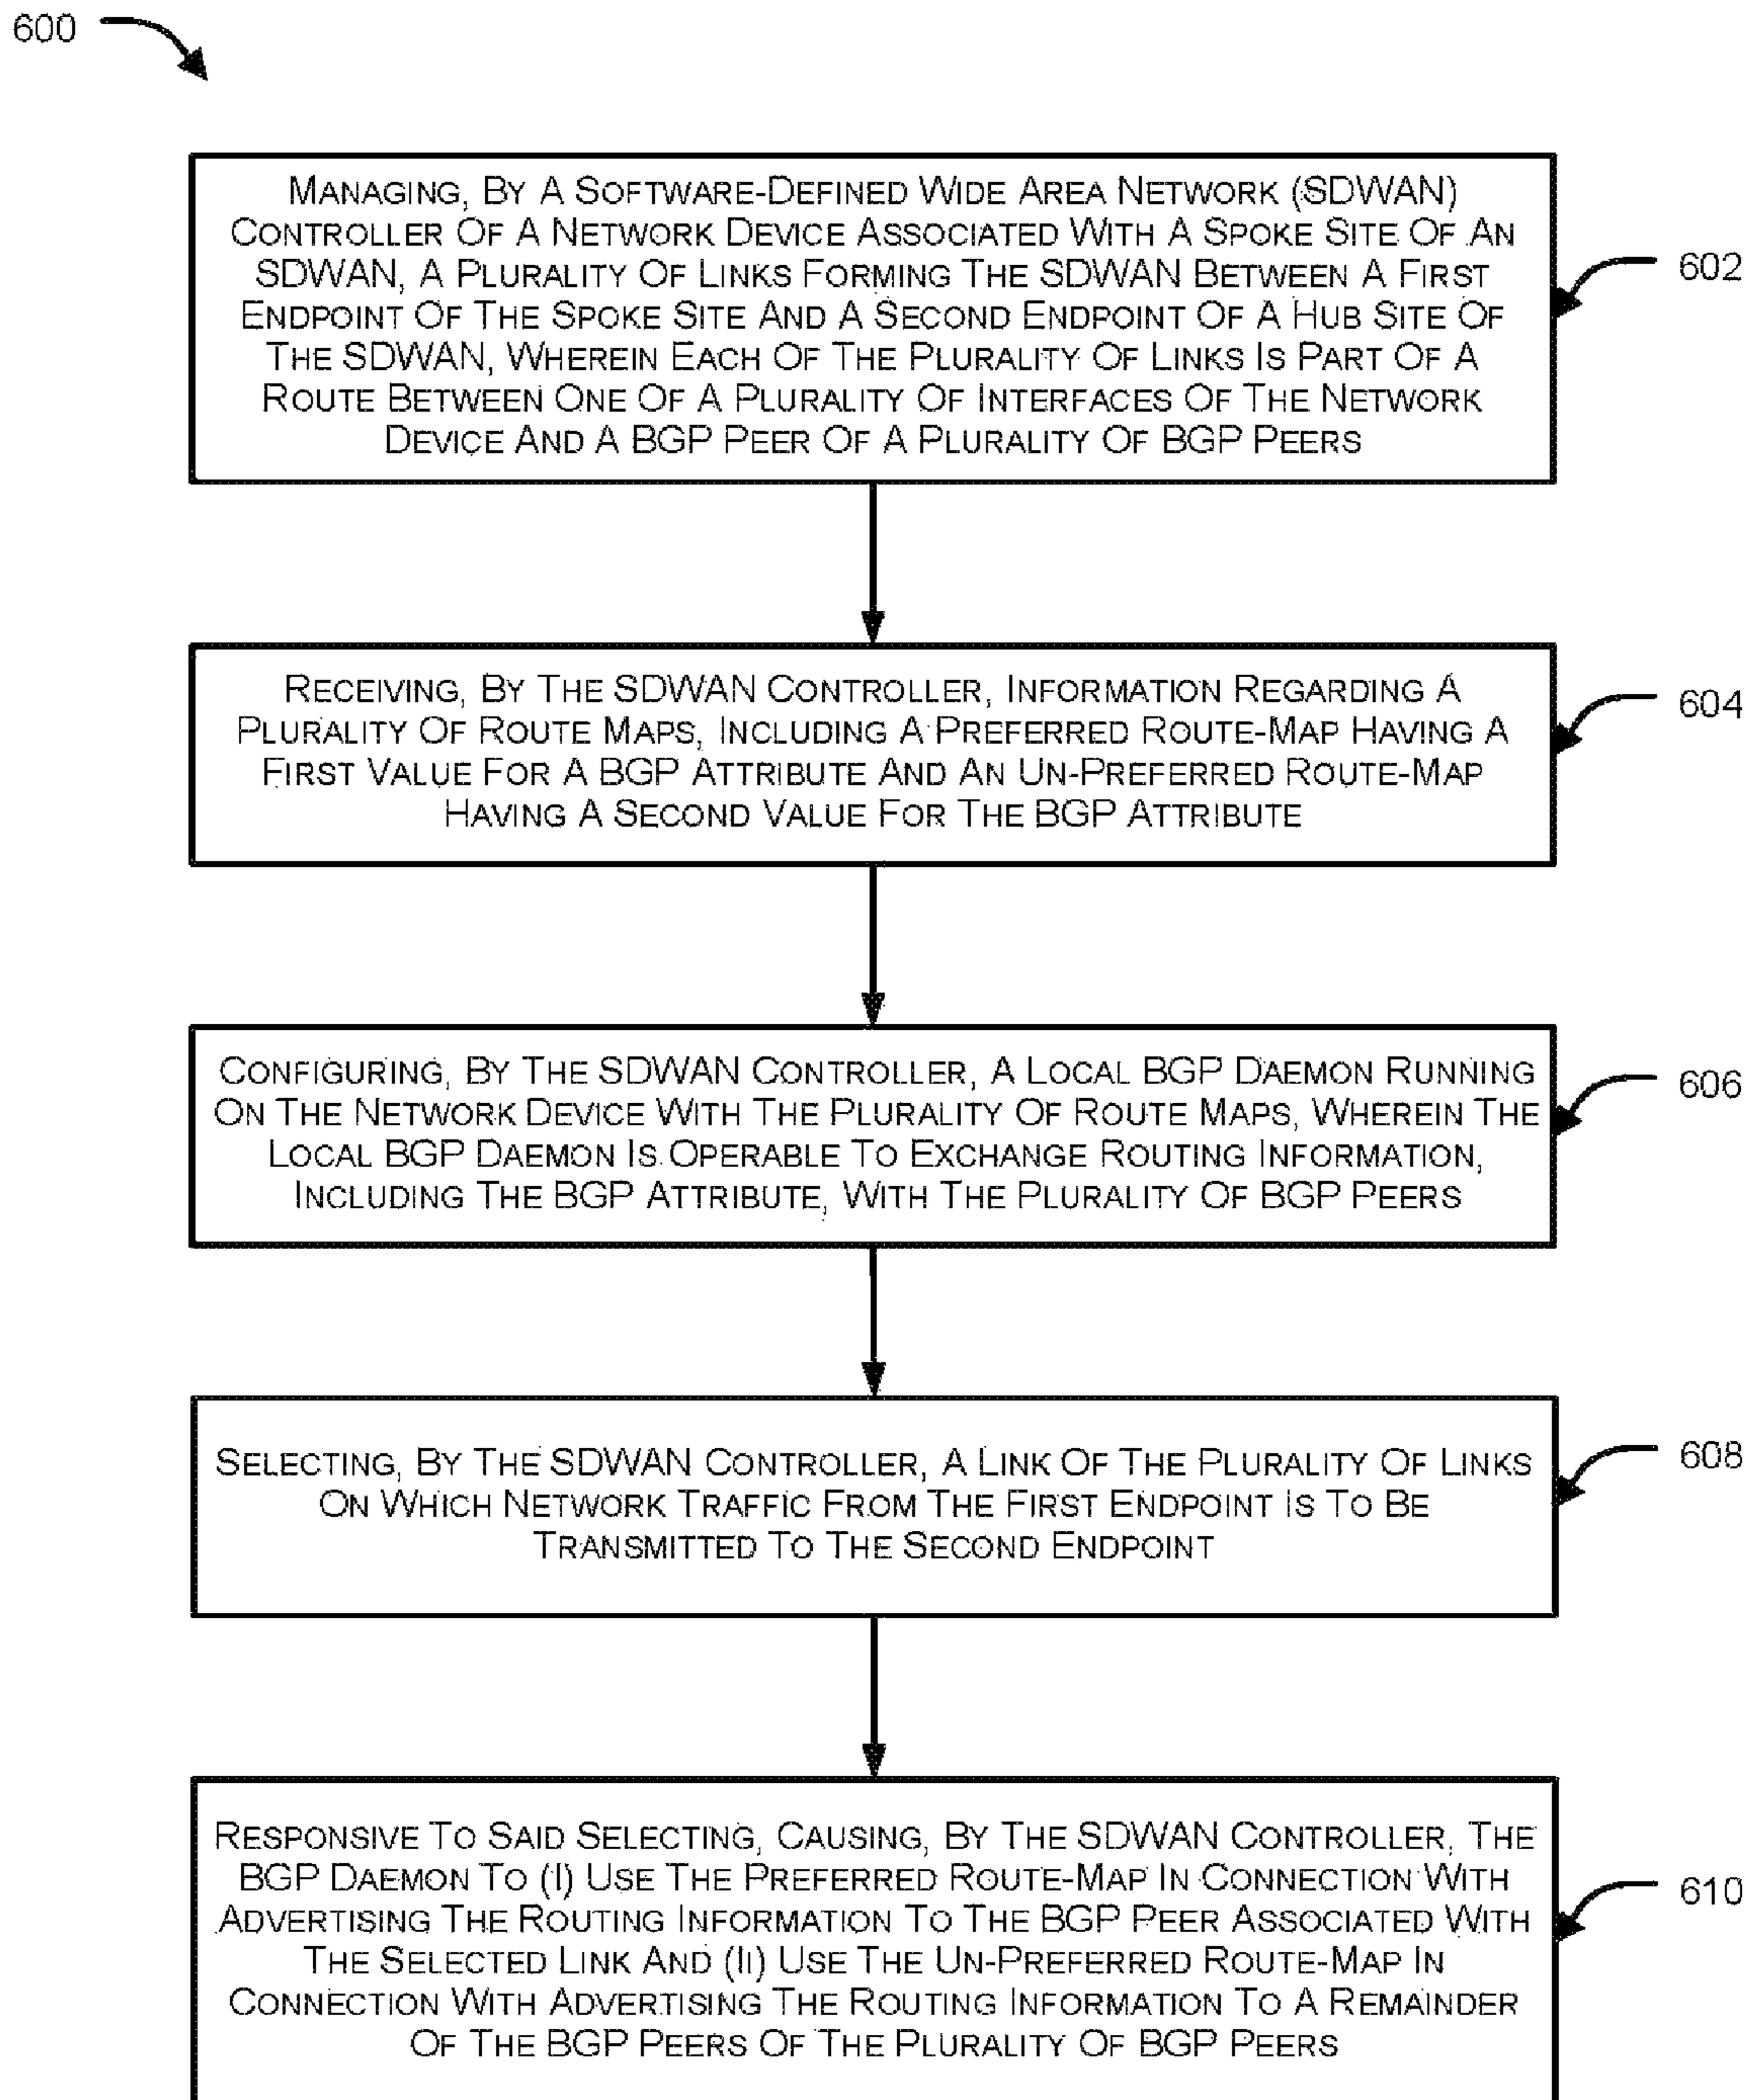 600
MANAGING, BY A SOFTWARE-DEFINED WIDE AREA NETWORK (SDWAN)
CONTROLLER OF A NETWORK DEVICE ASSOCIATED WITH A SPOKE SITE OF AN
SDWAN, A PLURALITY OF LINKS FORMING THE SDWAN BETWEEN A FIRST
ENDPOINT OF THE SPOKE SITE AND A SECOND ENDPOINT OF A HUB SITE OF
THE SDWAN, WHEREIN EACH OF THE PLURALITY OF LINKS IS PART OF A
ROUTE BETWEEN ONE OF A PLURALITY OF INTERFACES OF THE NETWORK
DEVICE AND A BGP PEER OF A PLURALITY OF BGP PEERS
602
RECEIVING, BY THE SDWAN CONTROLLER, INFORMATION REGARDING A
PLURALITY OF ROUTE MAPS, INCLUDING A PREFERRED ROUTE-MAP HAVING A
FIRST VALUE FOR A BGP ATTRIBUTE AND AN UN-PREFERRED ROUTE-MAP
HAVING A SECOND VALUE FOR THE BGP ATTRIBUTE
604
CONFIGURING, BY THE SDWAN CONTROLLER, A LOCAL BGP DAEMON RUNNING
ON THE NETWORK DEVICE WITH THE PLURALITY OF ROUTE MAPS, WHEREIN THE
LOCAL BGP DAEMON IS OPERABLE TO EXCHANGE ROUTING INFORMATION,
INCLUDING THE BGP ATTRIBUTE, WITH THE PLURALITY OF BGP PEERS
606
SELECTING, BY THE SDWAN CONTROLLER, A LINK OF THE PLURALITY OF LINKS
ON WHICH NETWORK TRAFFIC FROM THE FIRST ENDPOINT IS TO BE
TRANSMITTED TO THE SECOND ENDPOINT
608
RESPONSIVE TO SAID SELECTING, CAUSING, BY THE SDWAN CONTROLLER, THE
BGP DAEMON TO (I) USE THE PREFERRED ROUTE-MAP IN CONNECTION WITH
ADVERTISING THE ROUTING INFORMATION TO THE BGP PEER ASSOCIATED WITH
THE SELECTED LINK AND (II) USE THE UN-PREFERRED ROUTE-MAP IN
CONNECTION WITH ADVERTISING THE ROUTING INFORMATION TO A REMAINDER
OF THE BGP PEERS OF THE PLURALITY OF BGP PEERS
610